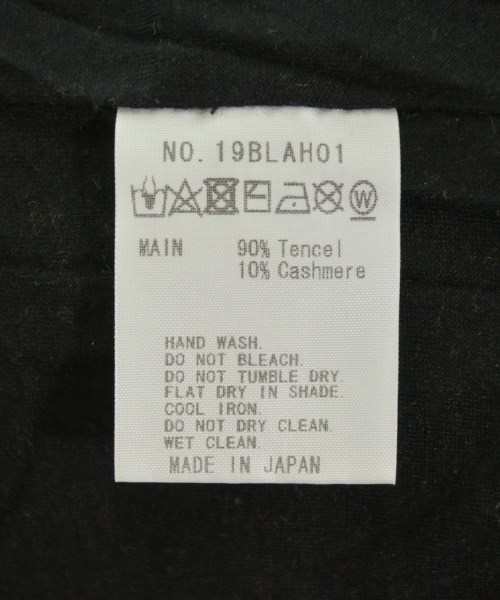 NO. 19BLAH01
W
MAIN 90% Tencel
10% Cashmere
HAND WASH.
DO NOT BLEACH.
DO NOT TUMBLE DRY.
FLAT DRY IN SHADE.
COOL IRON.
DO NOT DRY CLEAN.
WET CLEAN.
MADE IN JAPAN